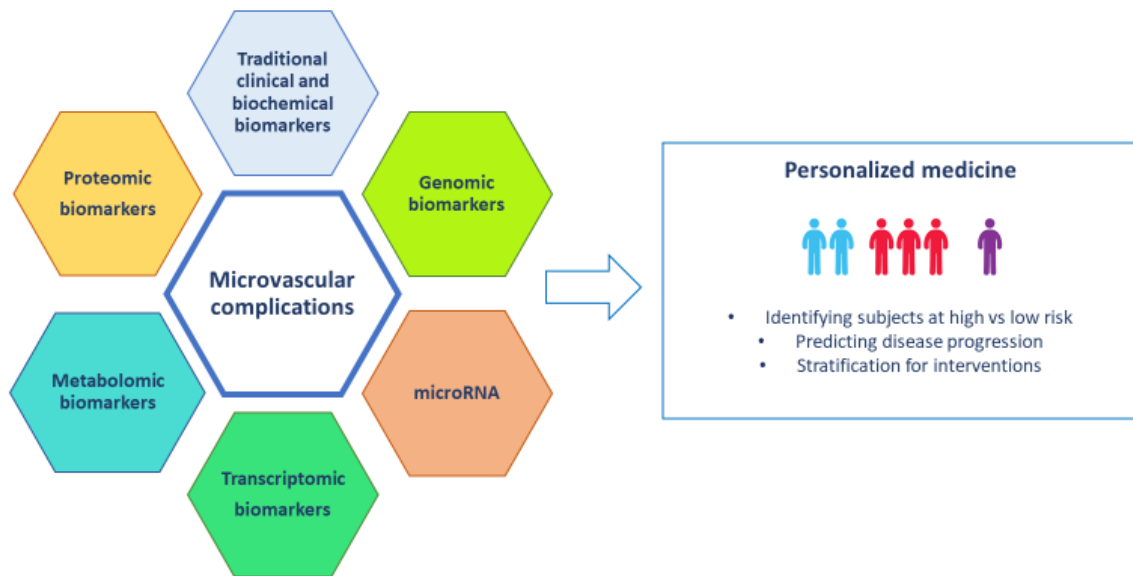 Traditional
clinical and
biochemical
biomarkers
Proteomic
biomarkers
Genomic
biomarkers
Microvascular
complications
Metabolomic
biomarkers
microRNA
Transcriptomic
biomarkers
Personalized medicine
• Identifying subjects at high vs low risk
• Predicting disease progression
• Stratification for interventions